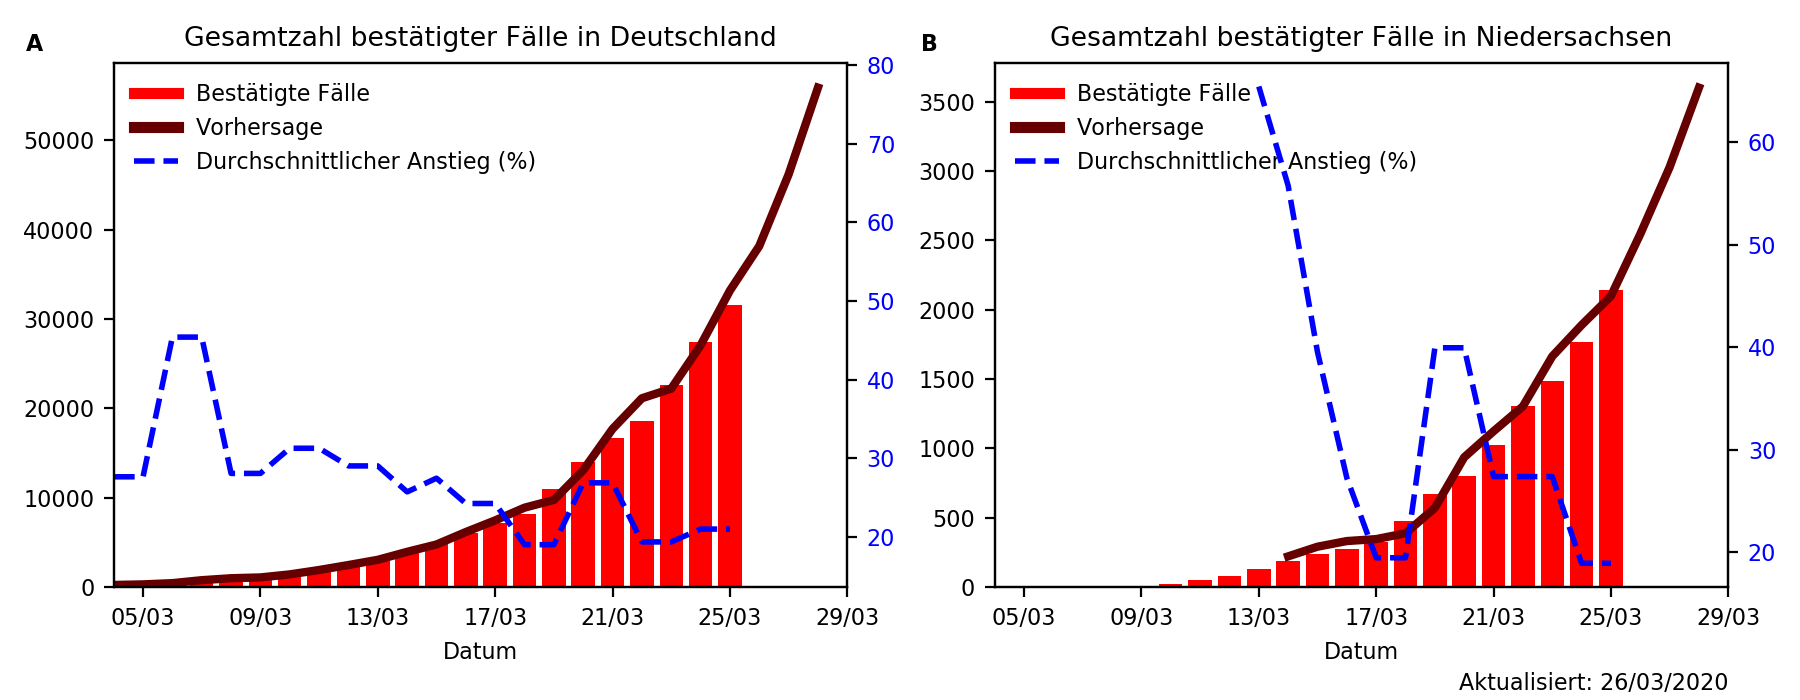 A
Gesamtzahl bestätigter Fälle in Deutschland
Bestätigte Fälle
Vorhersage
Durchschnittlicher Anstieg (%)
50000
40000
30000
20000
10000
0
80
70
60
50
40
30
20
05/03 09/03 13/03 17/03 21/03 25/03 29/03
Datum
B
Gesamtzahl bestätigter Fälle in Niedersachsen
Bestätigte Fälle
Vorhersage
Durchschnittlicher Anstieg (%)
3500
3000
2500
2000
1500
1000
500
0
60
50
40
30
20
05/03 09/03 13/03 17/03 21/03 25/03 29/03
Datum
Aktualisiert: 26/03/2020